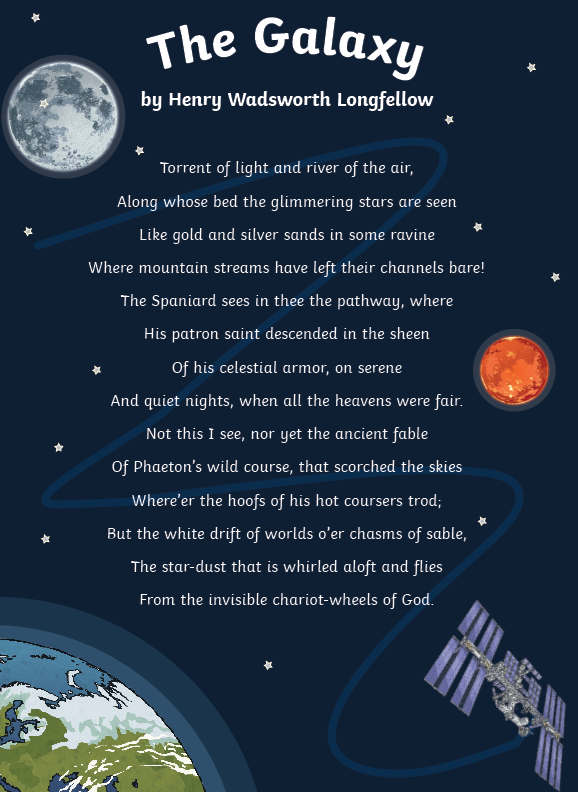 The Galaxy
by Henry Wadsworth Longfellow
Torrent of light and river of the air,
Along whose bed the glimmering stars are seen
Like gold and silver sands in some ravine
Where mountain streams have left their channels bare!
The Spaniard sees in thee the pathway, where
His patron saint descended in the sheen
Of his celestial armor, on serene
And quiet nights, when all the heavens were fair.
Not this I see, nor yet the ancient fable
Of Phaeton’s wild course, that scorched the skies
Where’er the hoofs of his hot coursers trod;
But the white drift of worlds o’er chasms of sable,
The star-dust that is whirled aloft and flies
From the invisible chariot-wheels of God.